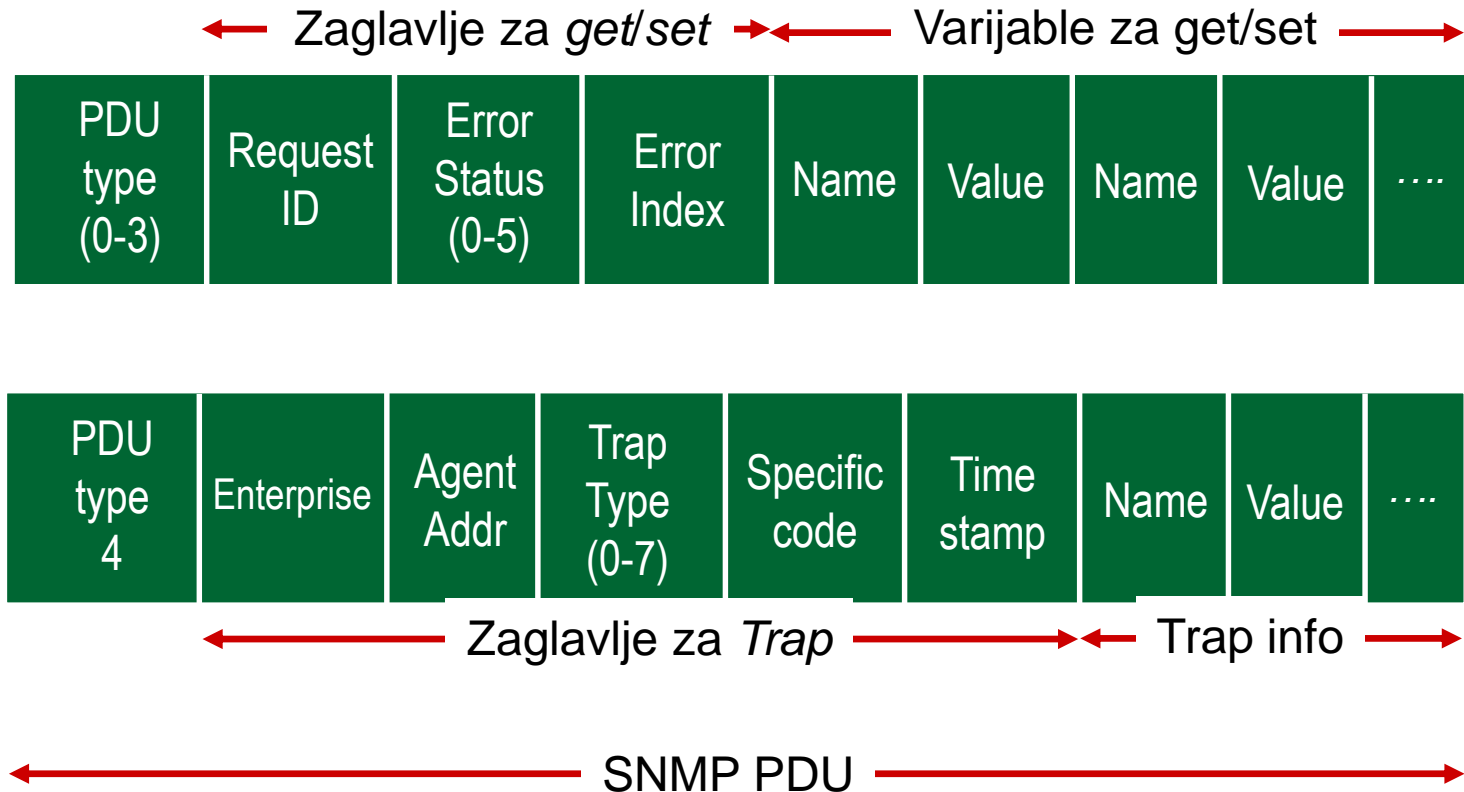 Zaglavlje za get/set
Varijable za get/set
PDU
type
(0-3)
Request
ID
Error
Status
(0-5)
Error
Index
Name
Value
Name
Value
....
PDU
type
4
Enterprise
Agent
Addr
Trap
Type
(0-7)
Specific
code
Time
stamp
Name
Value
....
Zaglavlje za Trap
Trap info
SNMP PDU